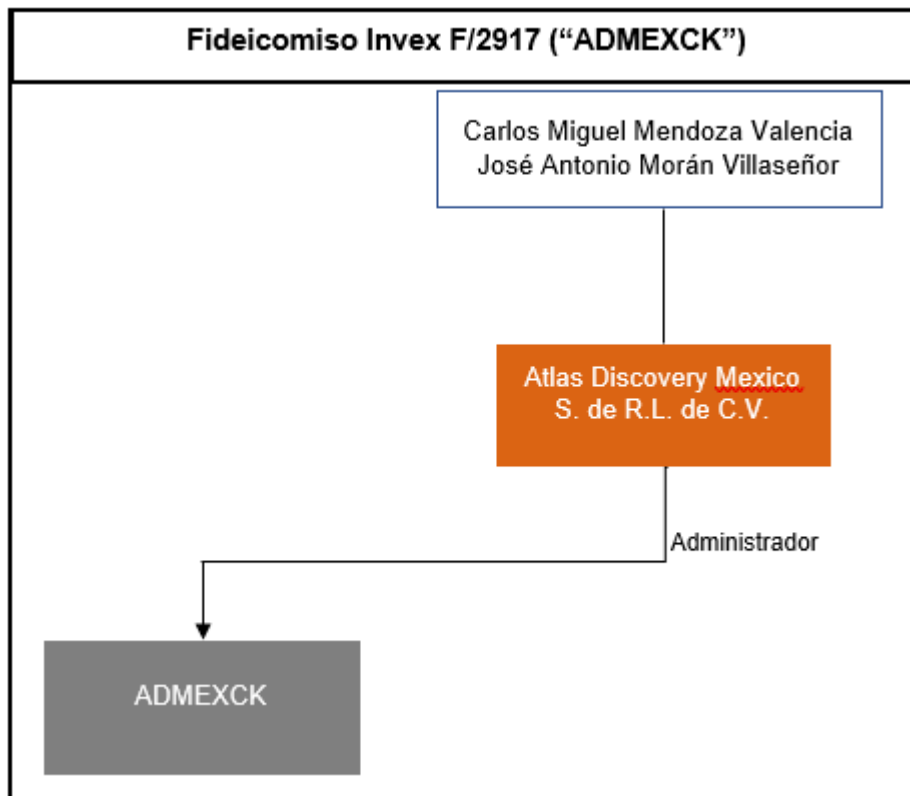 Fideicomiso Invex F/2917 (“ADMEXCK”)
Carlos Miguel Mendoza Valencia
José Antonio Morán Villaseñor
Atlas Discovery Mexico
S. de R.L. de C.V.
Administrador
ADMEXCK